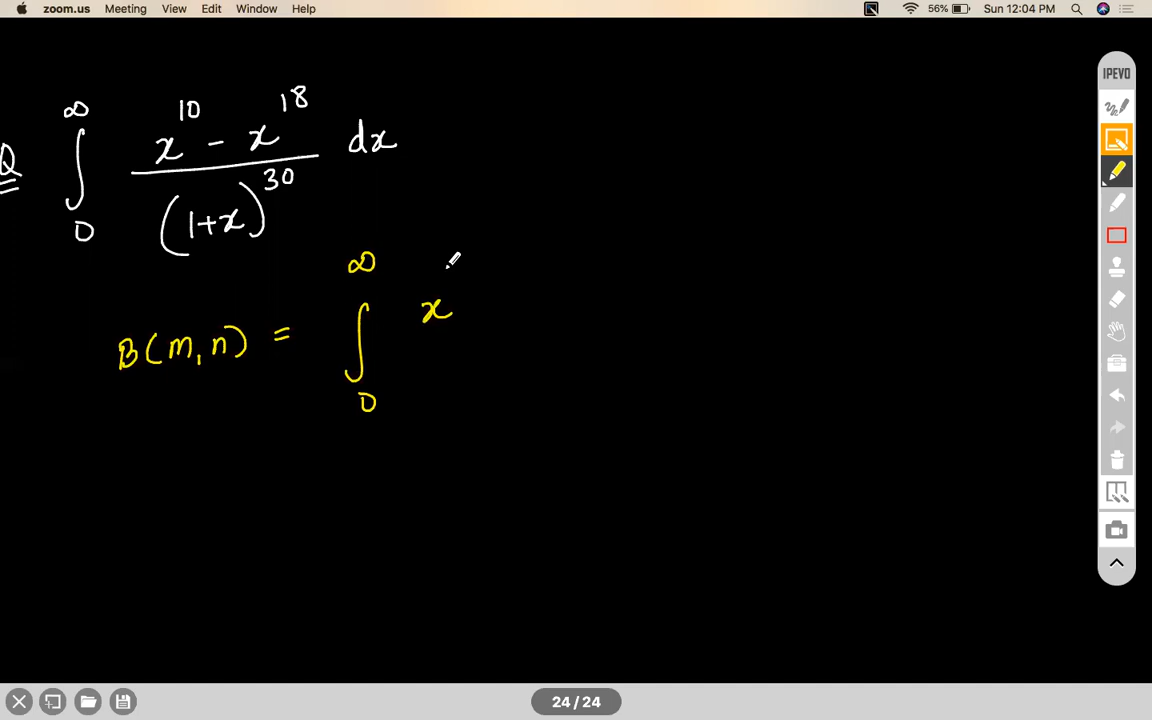 zoom.us Meeting View Edit Window Help 56% Sun 12:04 PM
IPEVO
Q ∫₀^∞ (x^10 - x^18) / (1+x)^30 dx
B(m,n) = ∫₀^∞ x
24 / 24